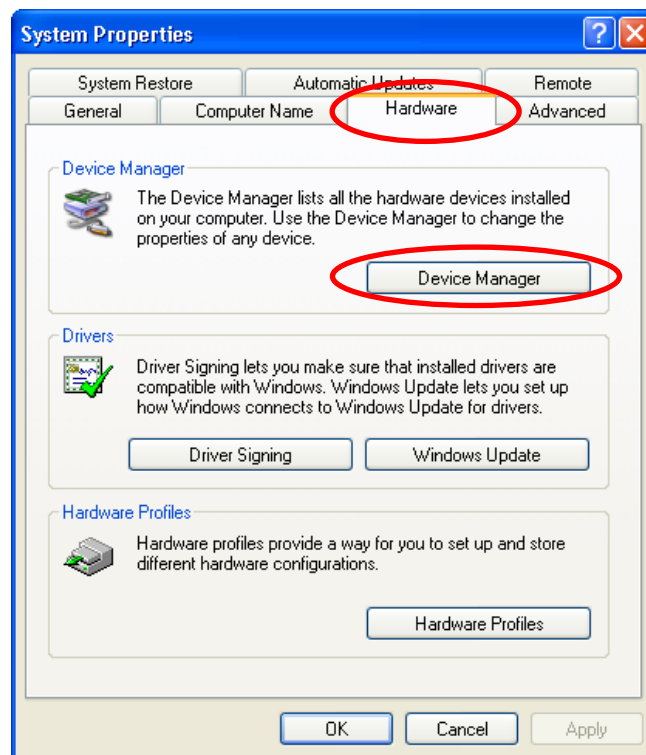 System Properties
System Restore Automatic Updates Remote
General Computer Name Hardware Advanced
Device Manager
The Device Manager lists all the hardware devices installed
on your computer. Use the Device Manager to change the
properties of any device.
Device Manager
Drivers
Driver Signing lets you make sure that installed drivers are
compatible with Windows. Windows Update lets you set up
how Windows connects to Windows Update for drivers.
Driver Signing Windows Update
Hardware Profiles
Hardware profiles provide a way for you to set up and store
different hardware configurations.
Hardware Profiles
OK Cancel Apply